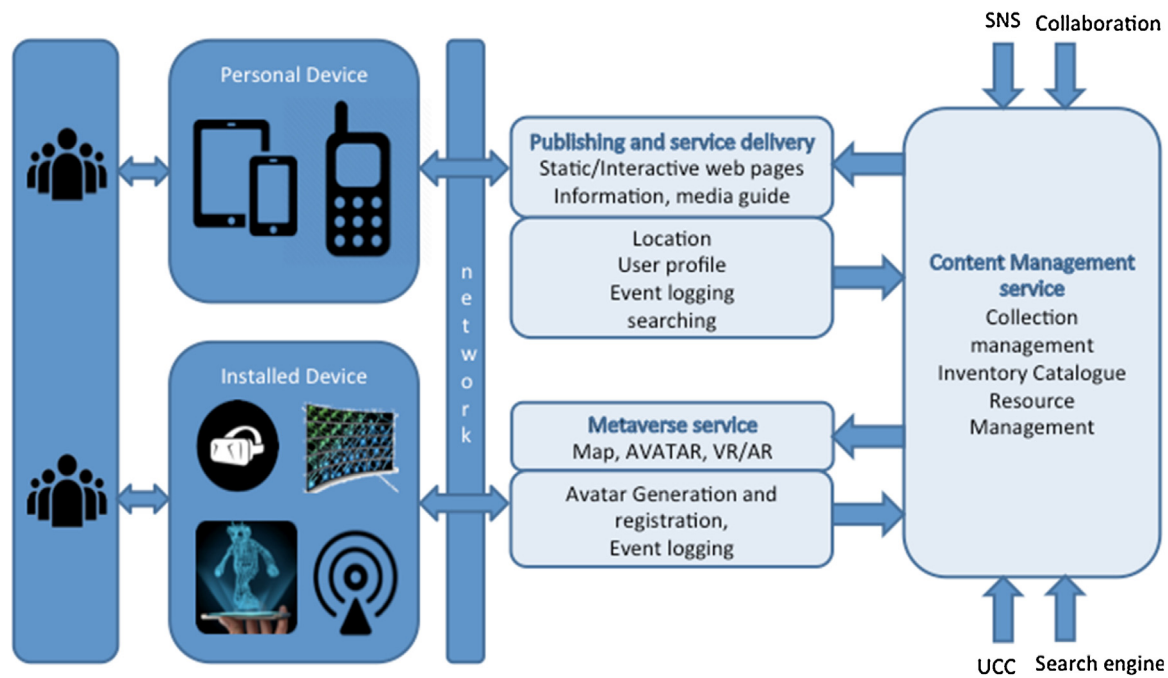 SNS
Collaboration
Personal Device
Publishing and service delivery
Static/Interactive web pages
Information, media guide
Location
User profile
Event logging
searching
network
Content Management
service
Collection
management
Inventory Catalogue
Resource
Management
Installed Device
Metaverse service
Map, AVATAR, VR/AR
Avatar Generation and
registration,
Event logging
UCC
Search engine